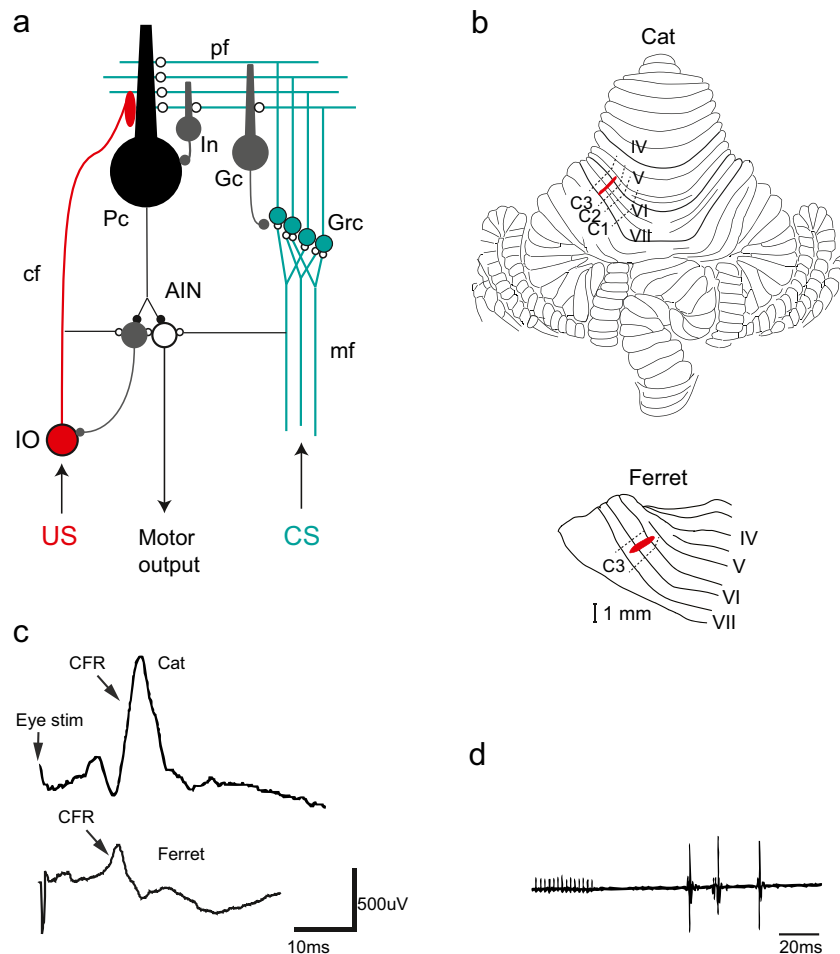 a
pf
In
Gc
Pc
Grc
cf
AIN
mf
IO
US
Motor
output
CS
b
Cat
IV
V
C3
C2
VI
C1
VII
Ferret
IV
C3
V
VI
1 mm
VII
c
CFR
Cat
Eye stim
CFR
Ferret
500uV
10ms
d
20ms